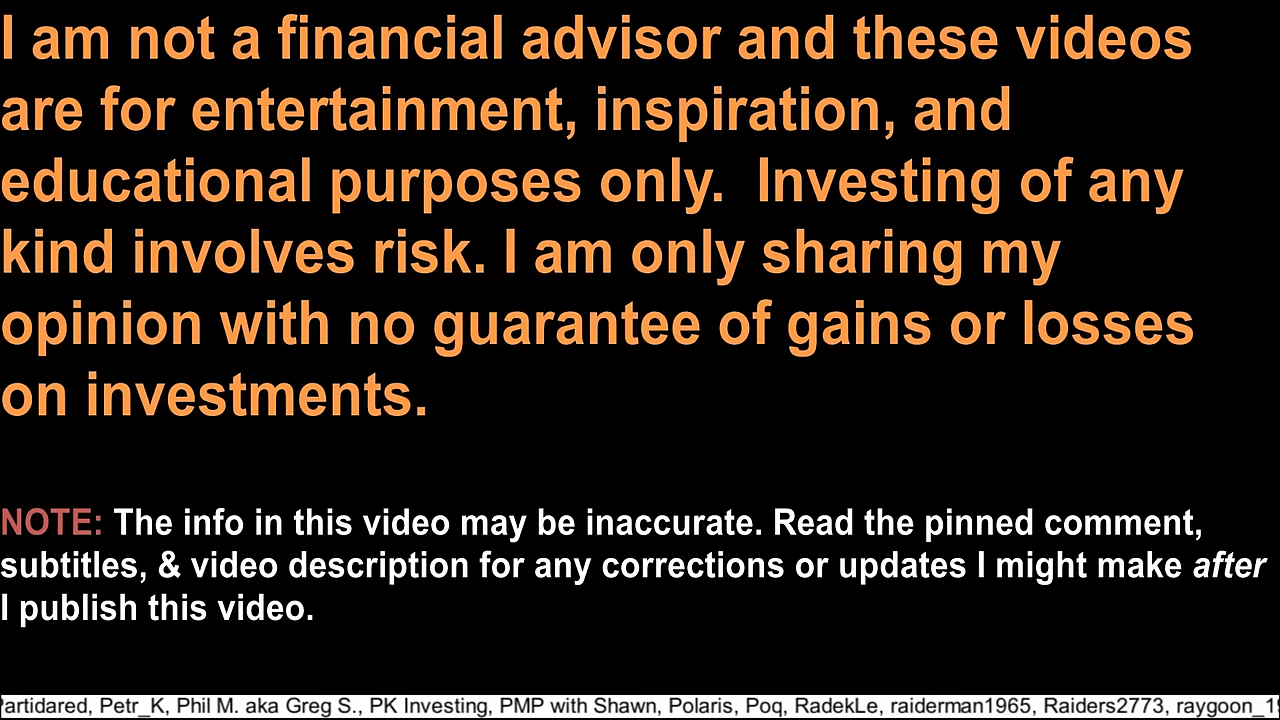 I am not a financial advisor and these videos
are for entertainment, inspiration, and
educational purposes only.  Investing of any
kind involves risk. I am only sharing my
opinion with no guarantee of gains or losses
on investments.
NOTE: The info in this video may be inaccurate. Read the pinned comment,
subtitles, & video description for any corrections or updates I might make after
I publish this video.
Petr_K, Phil M. aka Greg S., PK Investing, PMP with Shawn, Polaris, Poq, RadekLe, raiderman1965, Raiders2773,